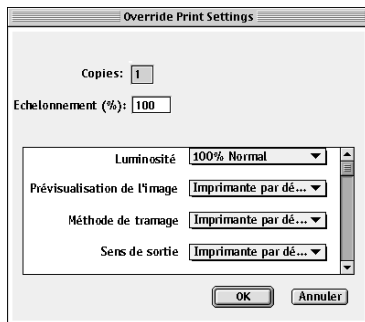 Override Print Settings
Copies: 1
Echelonnement (%): 100
Luminosité 100% Normal
Prévisualisation de l'image Imprimante par dé...
Méthode de tramage Imprimante par dé...
Sens de sortie Imprimante par dé...
OK Annuler